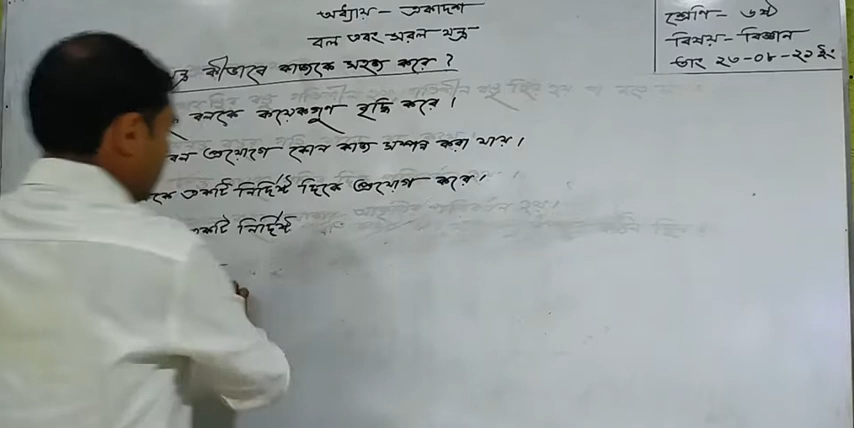 অধ্যায় - একাদশ
বল এবং সরল যন্ত্র
শ্রেণি - ৬ষ্ঠ
বিষয় - বিজ্ঞান
তাং ২৩-০৮-২১ইং
কীভাবে কাজকে সহজ করে ?
বলকে কয়েকগুণ বৃদ্ধি করে ।
বল প্রয়োগে কোন কাজ সম্পন্ন করা যায় ।
একটি নির্দিষ্ট দিকে প্রয়োগ করে ।
একটি নির্দিষ্ট